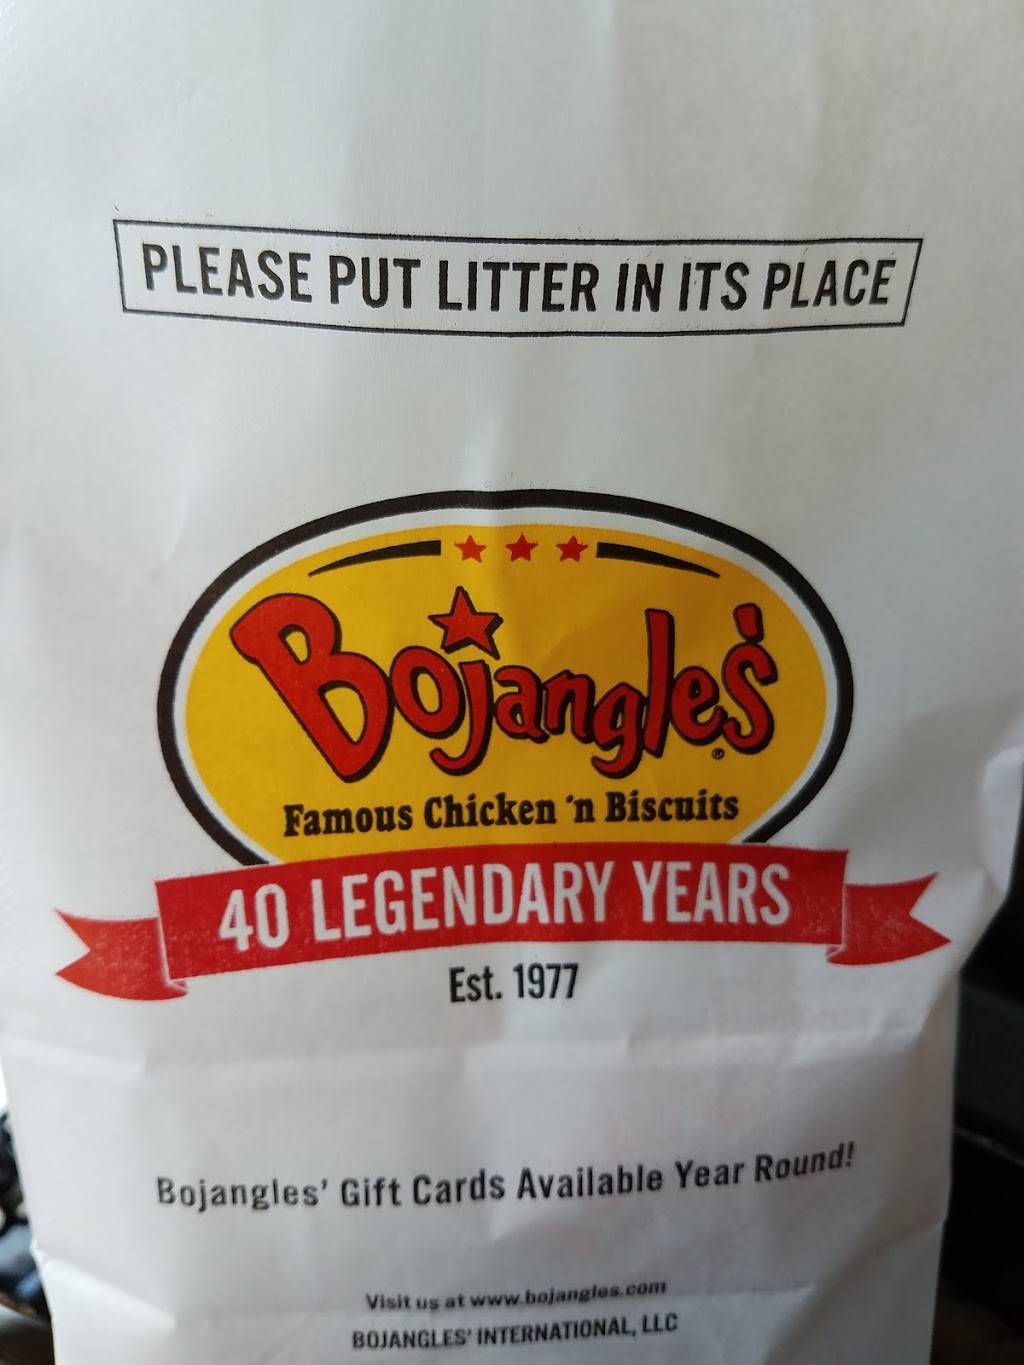 PLEASE PUT LITTER IN ITS PLACE
Bojangles'®
Famous Chicken 'n Biscuits
40 LEGENDARY YEARS
Est. 1977
Bojangles' Gift Cards Available Year Round!
Visit us at www.bojangles.com
BOJANGLES' INTERNATIONAL, LLC